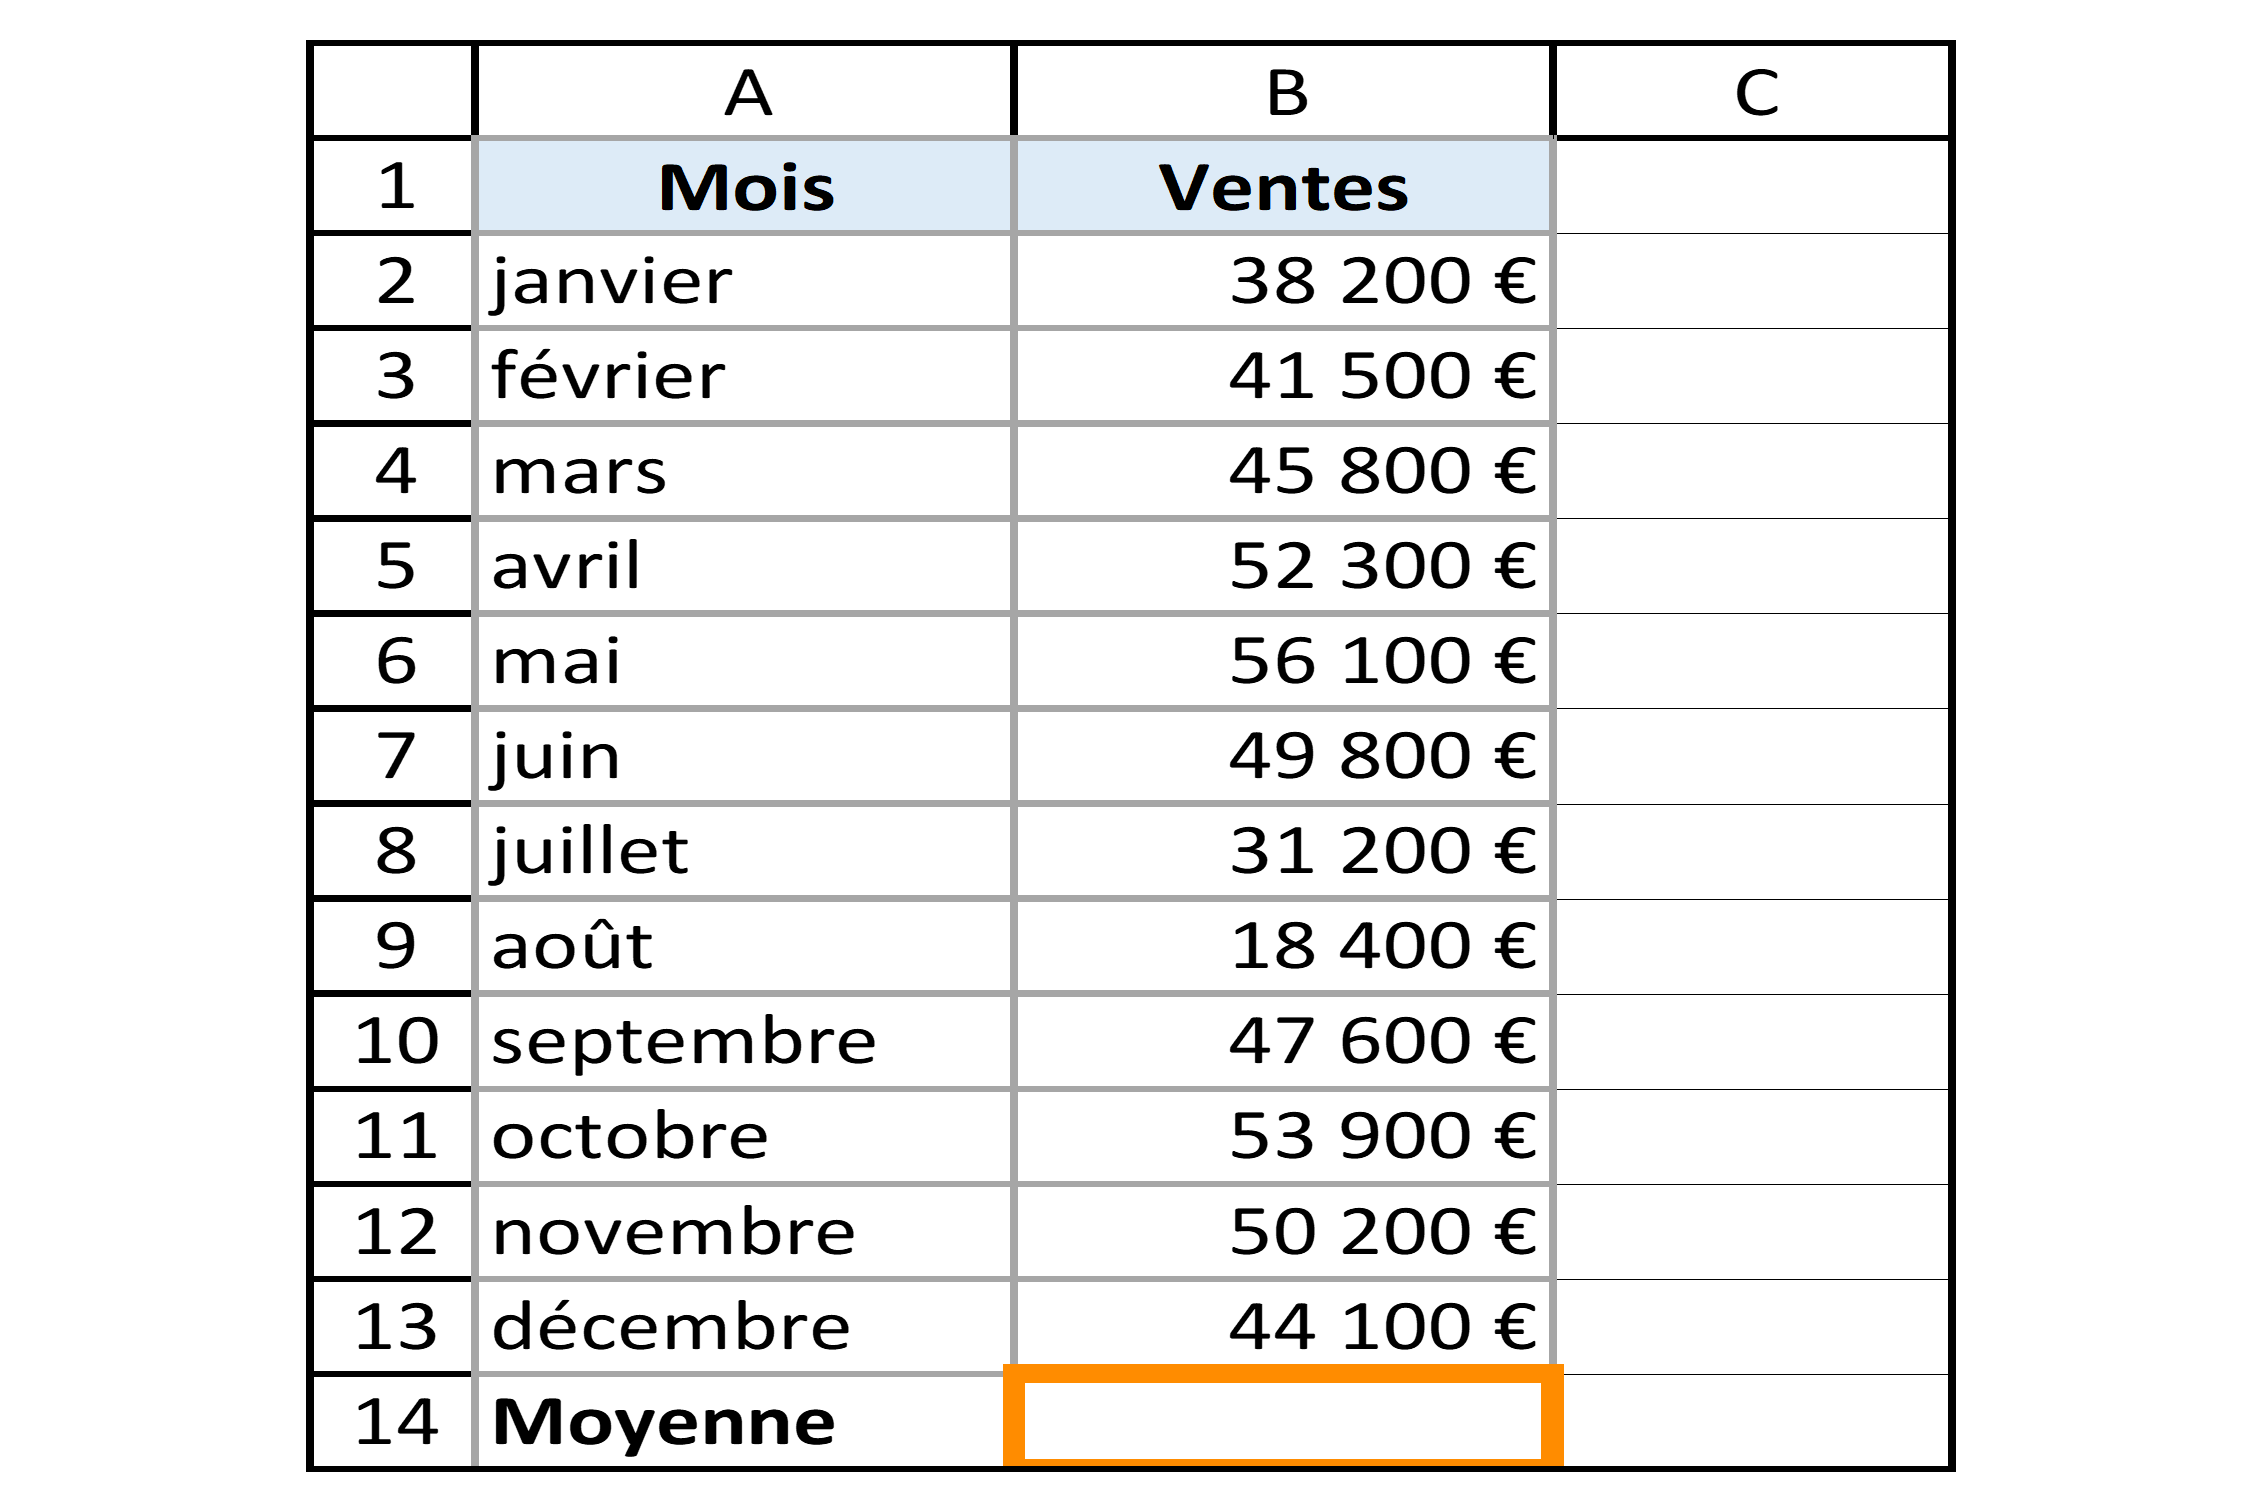 A B C
1 Mois Ventes
2 janvier 38 200 €
3 février 41 500 €
4 mars 45 800 €
5 avril 52 300 €
6 mai 56 100 €
7 juin 49 800 €
8 juillet 31 200 €
9 août 18 400 €
10 septembre 47 600 €
11 octobre 53 900 €
12 novembre 50 200 €
13 décembre 44 100 €
14 Moyenne